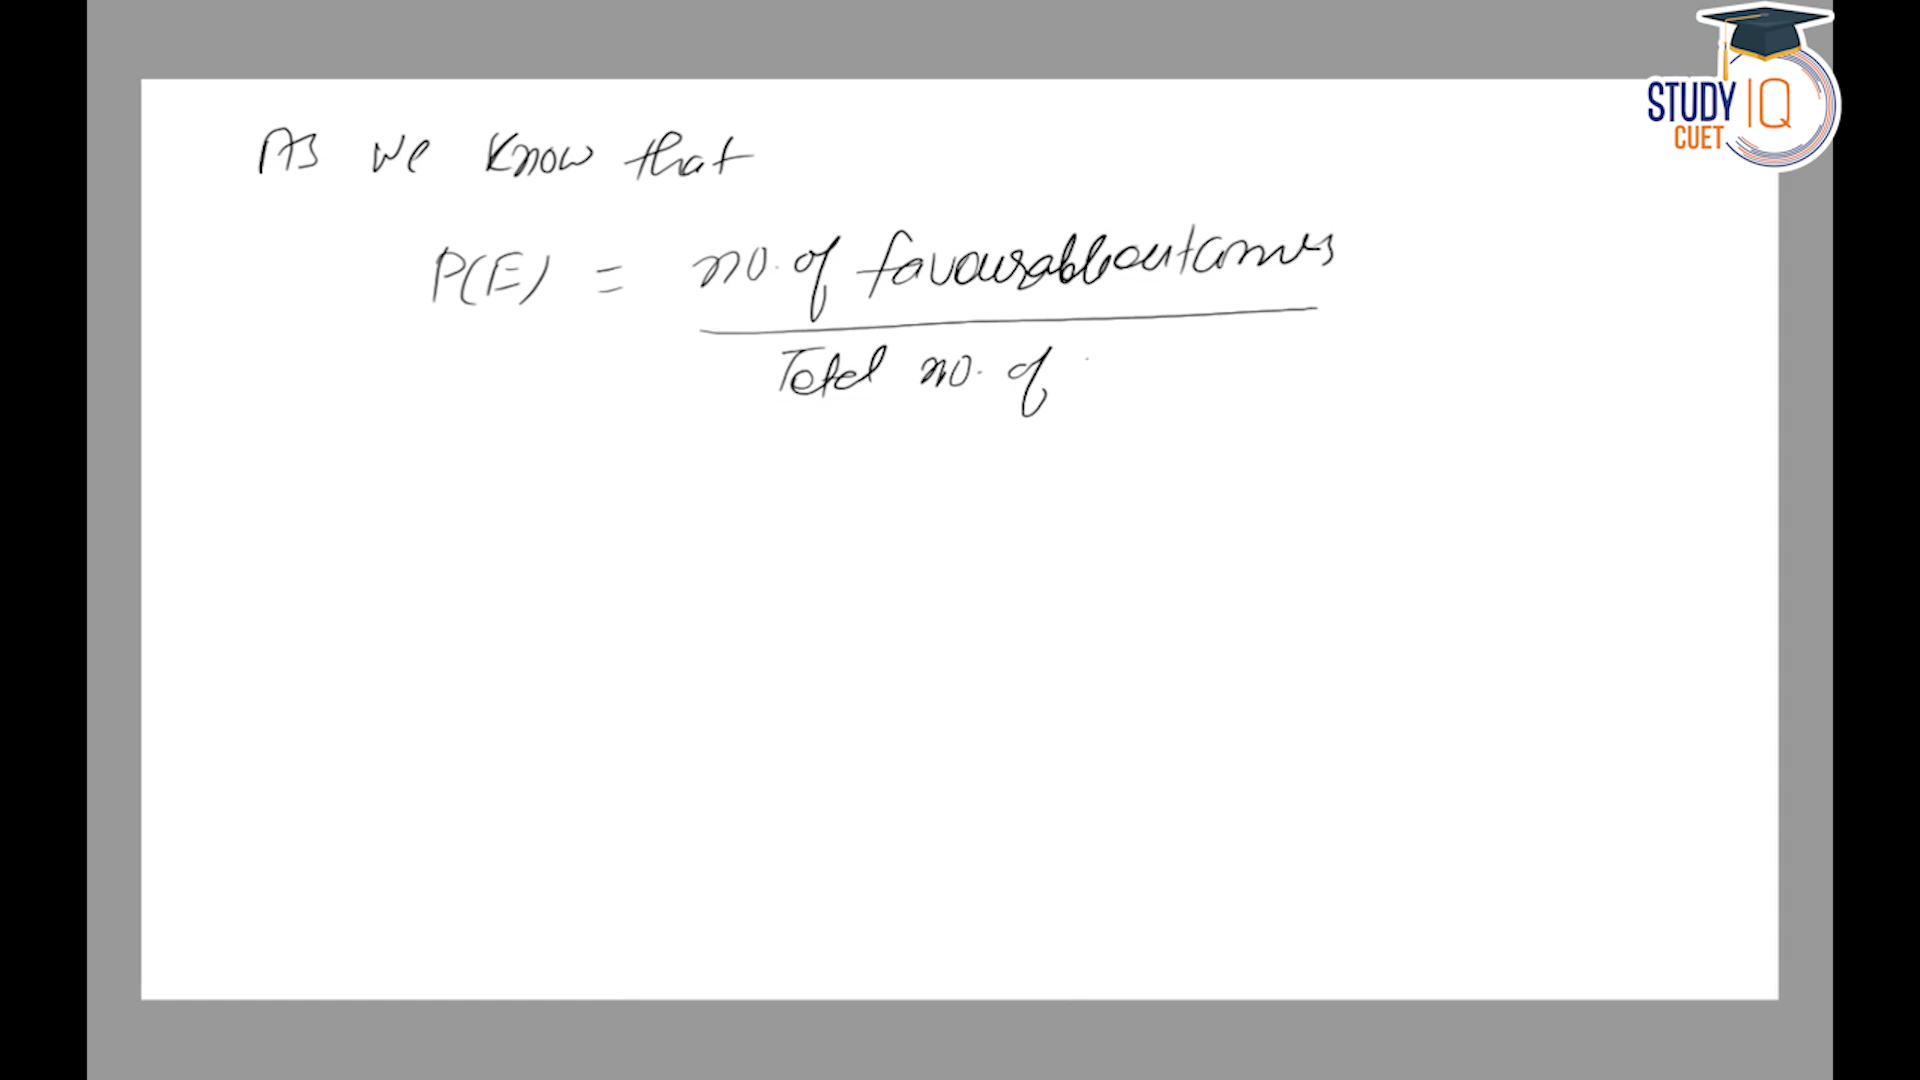 As we know that
P(E) = no. of favourable outcomes
Total no. of
STUDY IQ
CUET